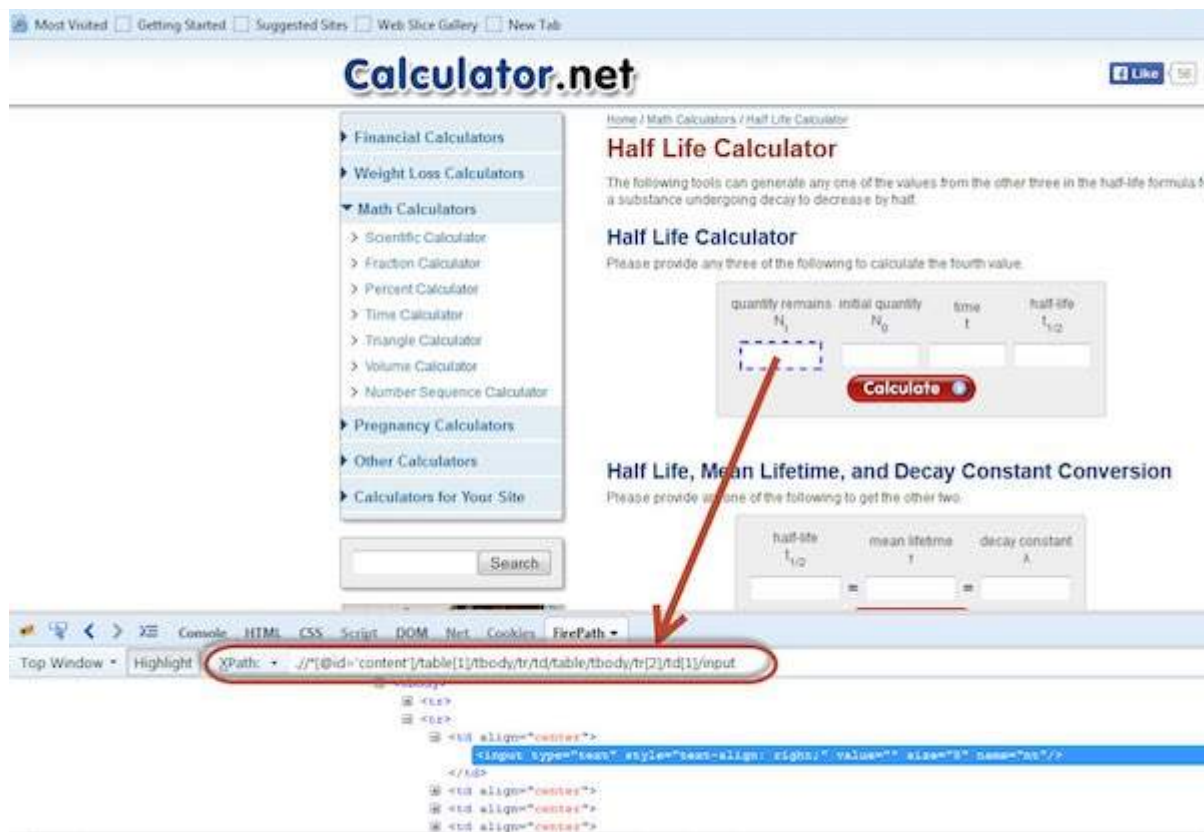 Most Visited Getting Started Suggested Sites Web Slice Gallery New Tab
Calculator.net
Like 56
Financial Calculators
Weight Loss Calculators
Math Calculators
> Scientific Calculator
> Fraction Calculator
> Percent Calculator
> Time Calculator
> Triangle Calculator
> Volume Calculator
> Number Sequence Calculator
Pregnancy Calculators
Other Calculators
Calculators for Your Site
Search
Home / Math Calculators / Half Life Calculator
Half Life Calculator
The following tools can generate any one of the values from the other three in the half-life formula
a substance undergoing decay to decrease by half.
Half Life Calculator
Please provide any three of the following to calculate the fourth value.
quantity remains initial quantity time half-life
Nt N0 t t1/2
Calculate
Half Life, Mean Lifetime, and Decay Constant Conversion
Please provide any one of the following to get the other two.
half-life mean lifetime decay constant
t1/2 τ λ
= =
Console HTML CSS Script DOM Net Cookies FirePath
Top Window Highlight XPath: .//*[@id='content']/table[1]/tbody/tr/td/table/tbody/tr[2]/td[1]/input
<tbody>
<tr>
<tr>
<td align="center">
<input type="text" style="text-align: right;" value="" size="8" name="nt"/>
</td>
<td align="center">
<td align="center">
<td align="center">